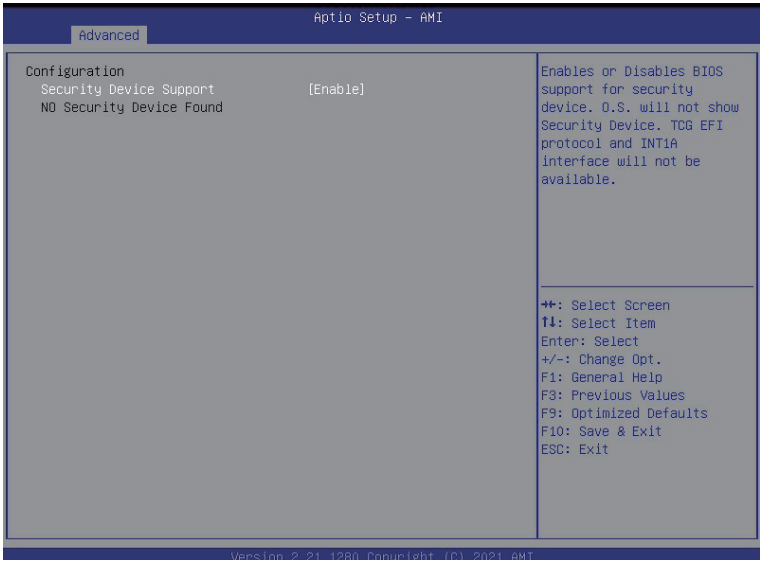 Aptio Setup – AMI
Advanced
Configuration
Security Device Support [Enable]
NO Security Device Found
Enables or Disables BIOS
support for security
device. O.S. will not show
Security Device. TCG EFI
protocol and INT1A
interface will not be
available.
→←: Select Screen
↑↓: Select Item
Enter: Select
+/-: Change Opt.
F1: General Help
F3: Previous Values
F9: Optimized Defaults
F10: Save & Exit
ESC: Exit
Version 2.21.1280 Copyright (C) 2021 AMI